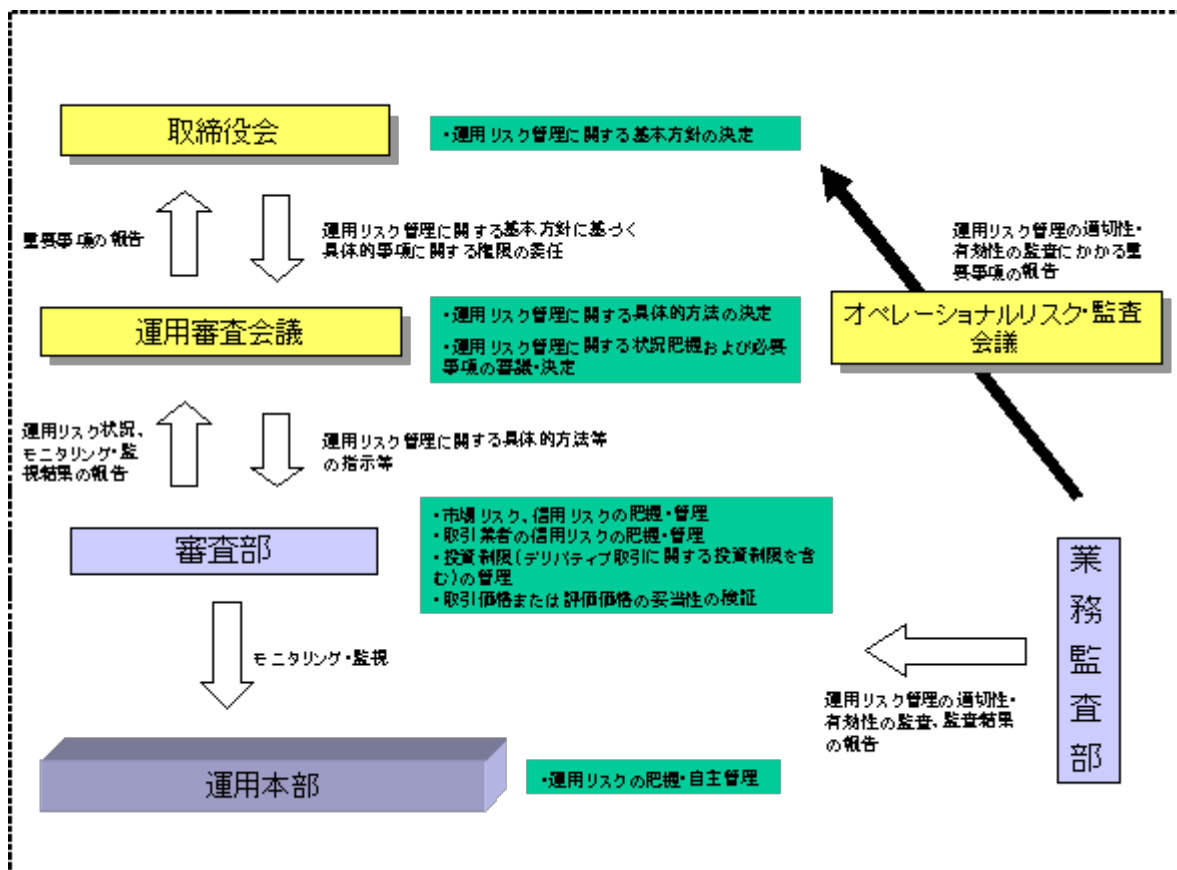 取締役会
・運用リスク管理に関する基本方針の決定
重要事項の報告
運用リスク管理に関する基本方針に基づく
具体的事項に関する権限の委任
運用リスク管理の適切性・
有効性の監査にかかる重
要事項の報告
運用審査会議
・運用リスク管理に関する具体的方法の決定
・運用リスク管理に関する状況把握および必要
事項の審議・決定
オペレーショナルリスク・監査
会議
運用リスク状況、
モニタリング・監
視結果の報告
運用リスク管理に関する具体的方法等
の指示等
審査部
・市場リスク、信用リスクの把握・管理
・取引業者の信用リスクの把握・管理
・投資制限(デリバティブ取引に関する投資制限を含
む)の管理
・取引価格または評価価格の妥当性の検証
業務監査部
モニタリング・監視
運用リスク管理の適切性・
有効性の監査、監査結果
の報告
運用本部
・運用リスクの把握・自主管理